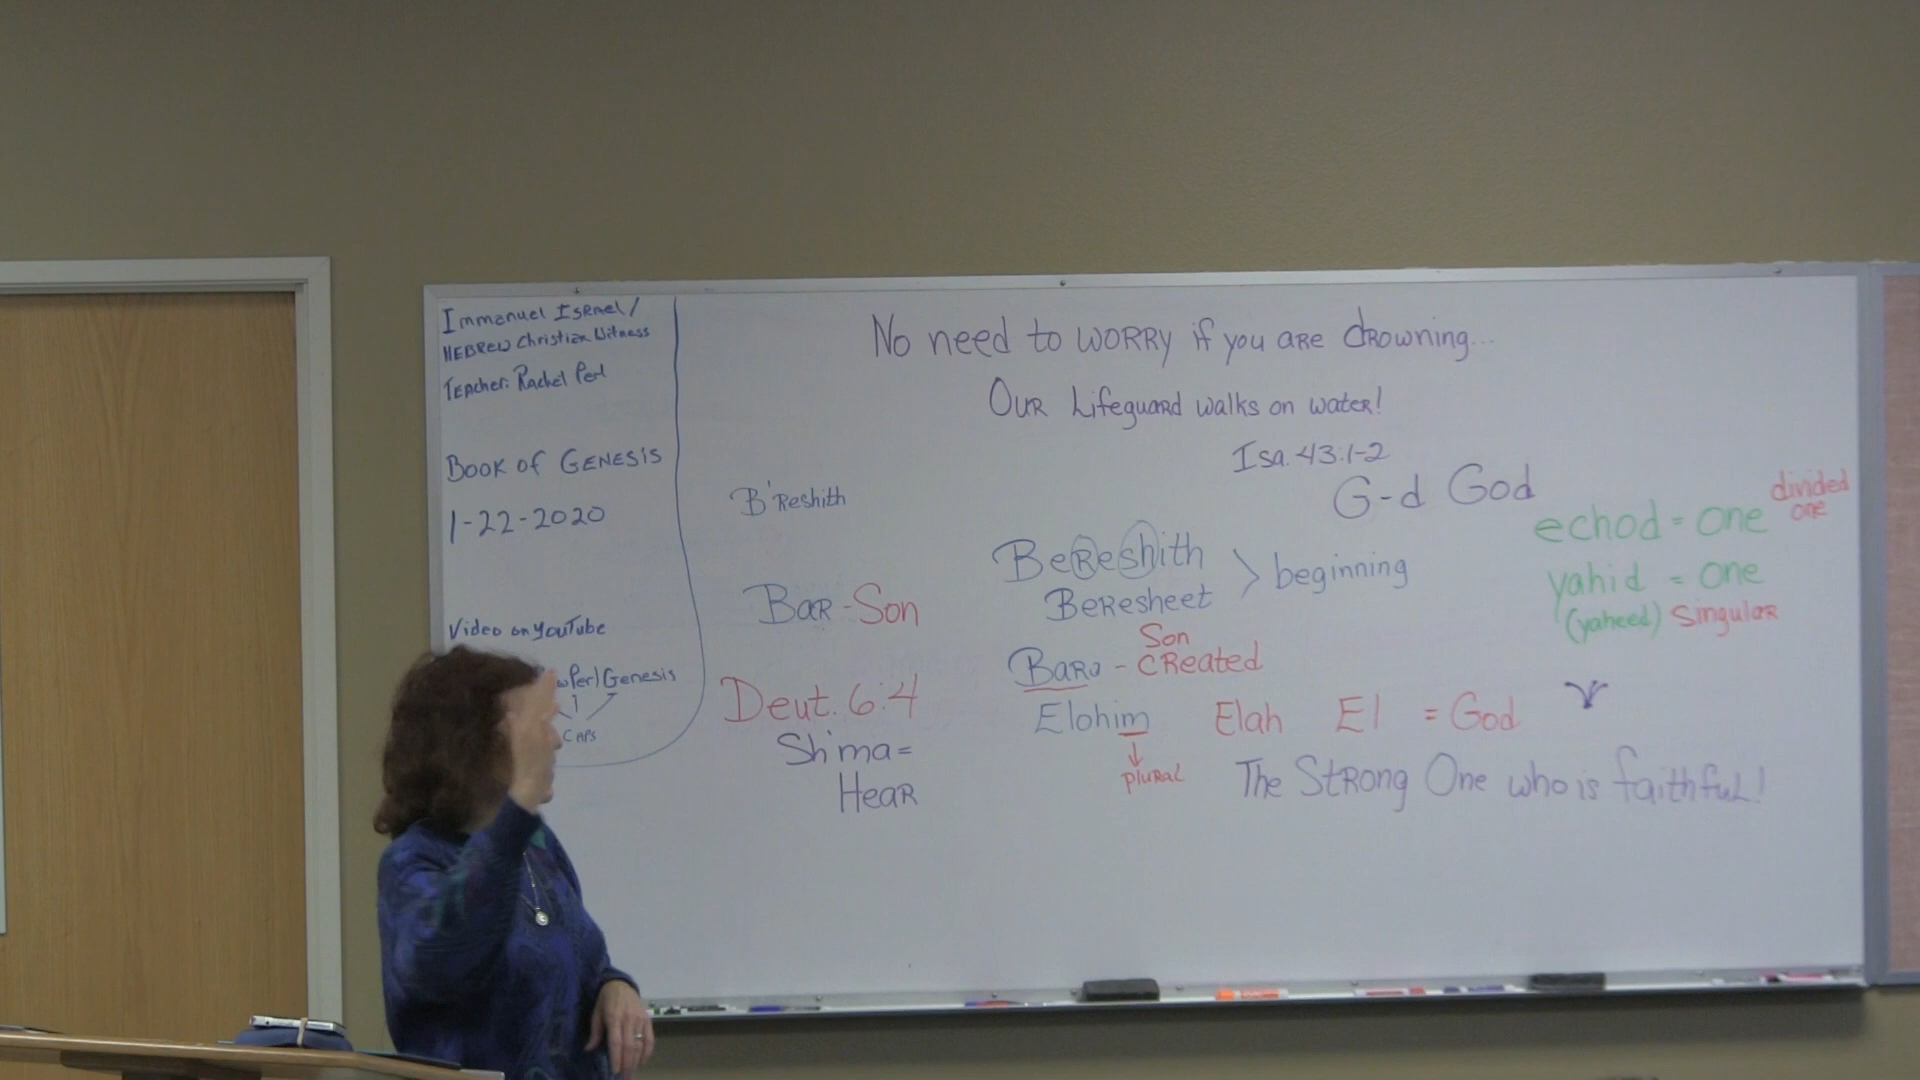 Immanuel Israel/
HEBREW Christian Witness
Teacher: Rachel Perl
BOOK OF GENESIS
1-22-2020
Video on YouTube
Genesis
CAPS
No need to WORRY if you are drowning...
OUR Lifeguard walks on water!
Isa. 43:1-2
G-d God
B'Reshith
BeReshith
BeResheet > beginning
BAR - Son
Son
BARU - CReated
Deut. 6:4
Sh'ma =
HeaR
Elohim Elah El = God
↓
pluRal
The StRong One who is faithful!
echod = one divided
one
yahid = one
(yaheed) SingulaR